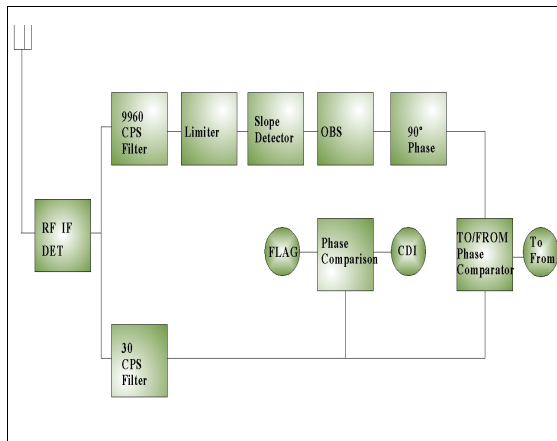 9960
CPS
Filter
Limiter
Slope
Detector
OBS
90°
Phase
RF IF
DET
FLAG
Phase
Comparison
CDI
TO/FROM
Phase
Comparator
To
From
30
CPS
Filter